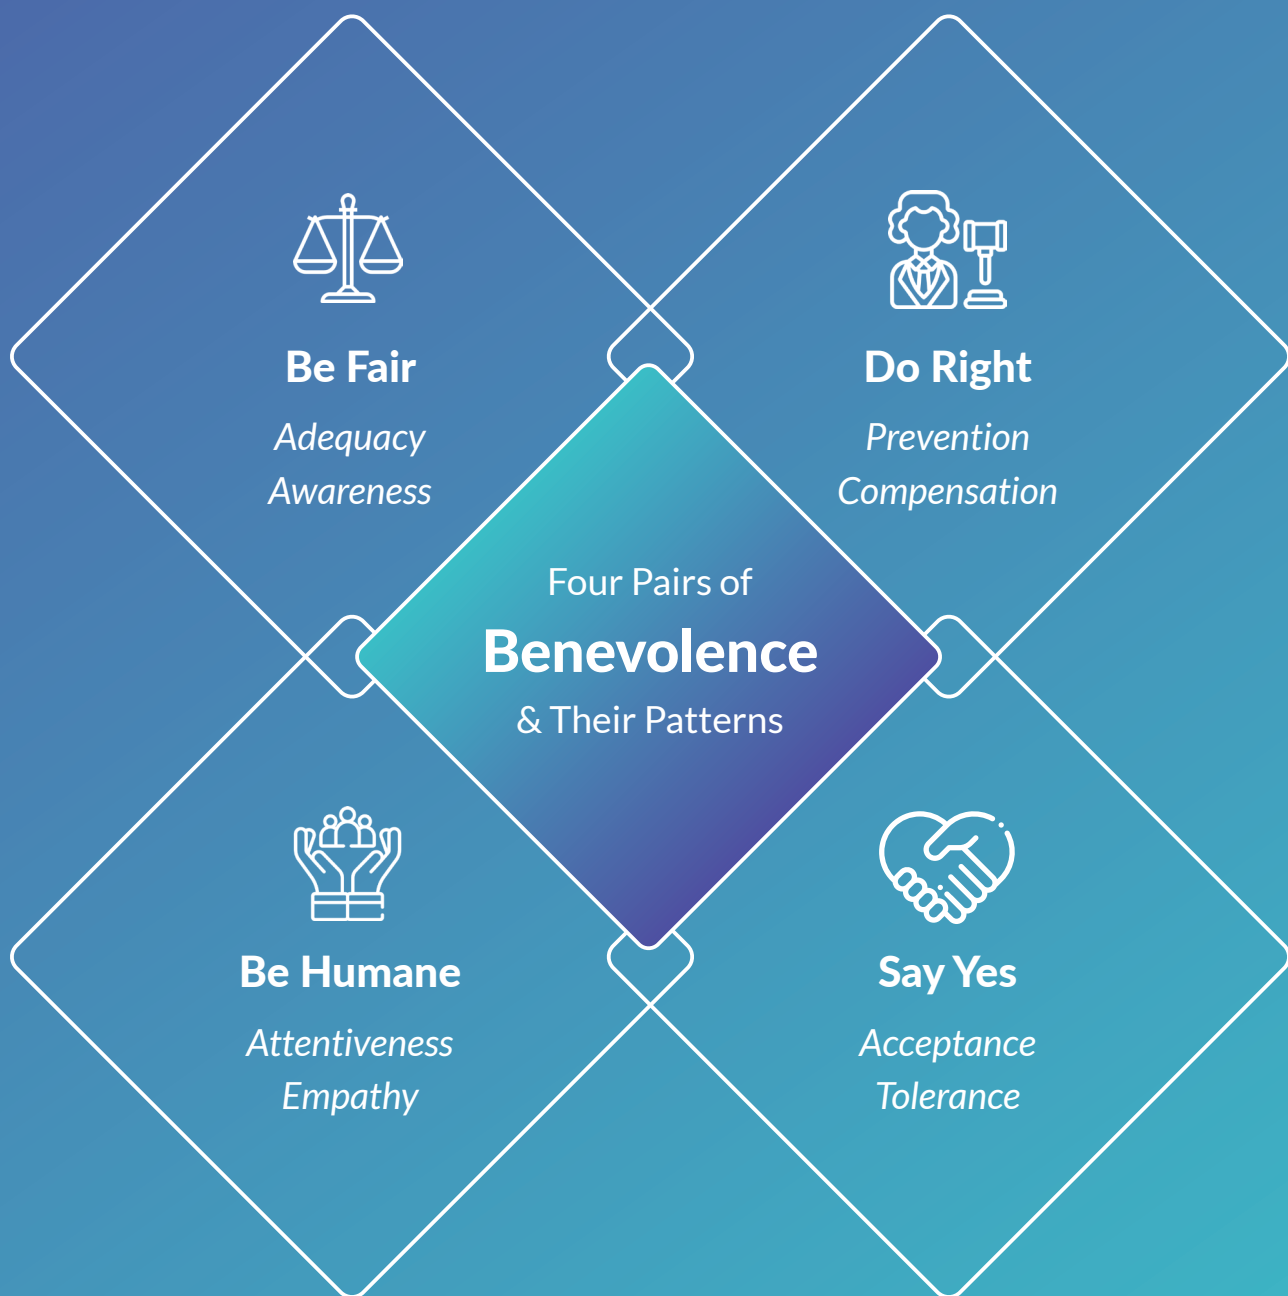 Be Fair
Adequacy
Awareness
Do Right
Prevention
Compensation
Four Pairs of
Benevolence
& Their Patterns
Be Humane
Attentiveness
Empathy
Say Yes
Acceptance
Tolerance